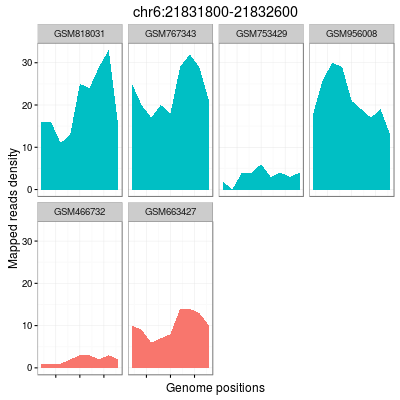 chr6:21831800-21832600
GSM818031 GSM767343 GSM753429 GSM956008
30
20
10
0
GSM466732 GSM663427
30
20
10
0
Mapped reads density
Genome positions